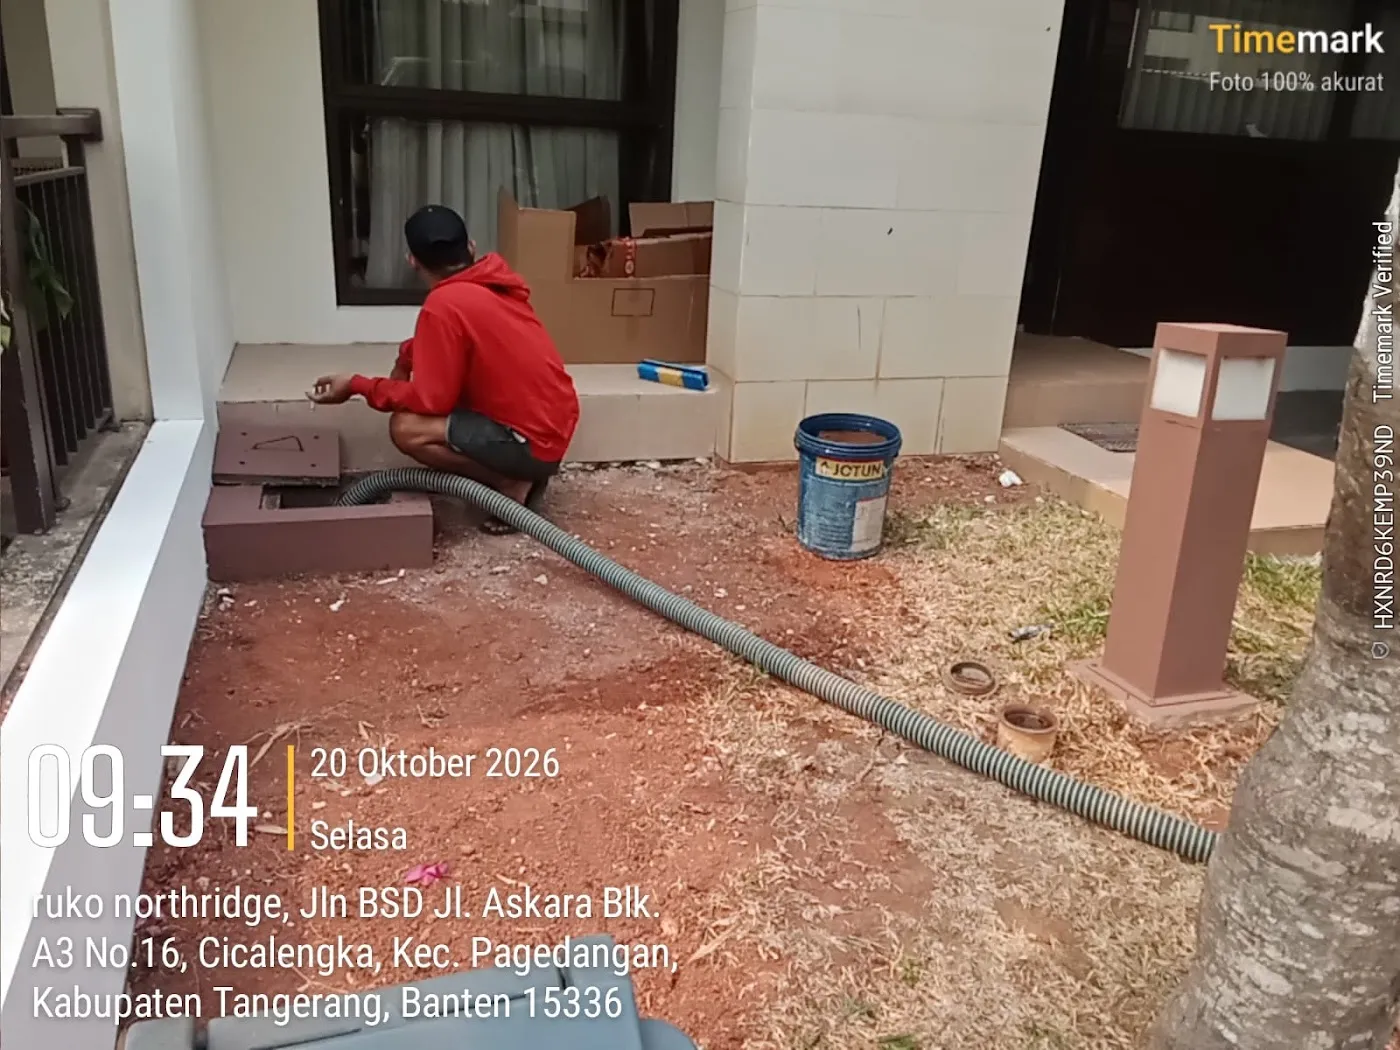 Timemark
Foto 100% akurat
JOTUN
HXNRD6KEMP39ND Timemark Verified
09:34
20 Oktober 2026
Selasa
ruko northridge, Jln BSD Jl. Askara Blk.
A3 No.16, Cicalengka, Kec. Pagedangan,
Kabupaten Tangerang, Banten 15336